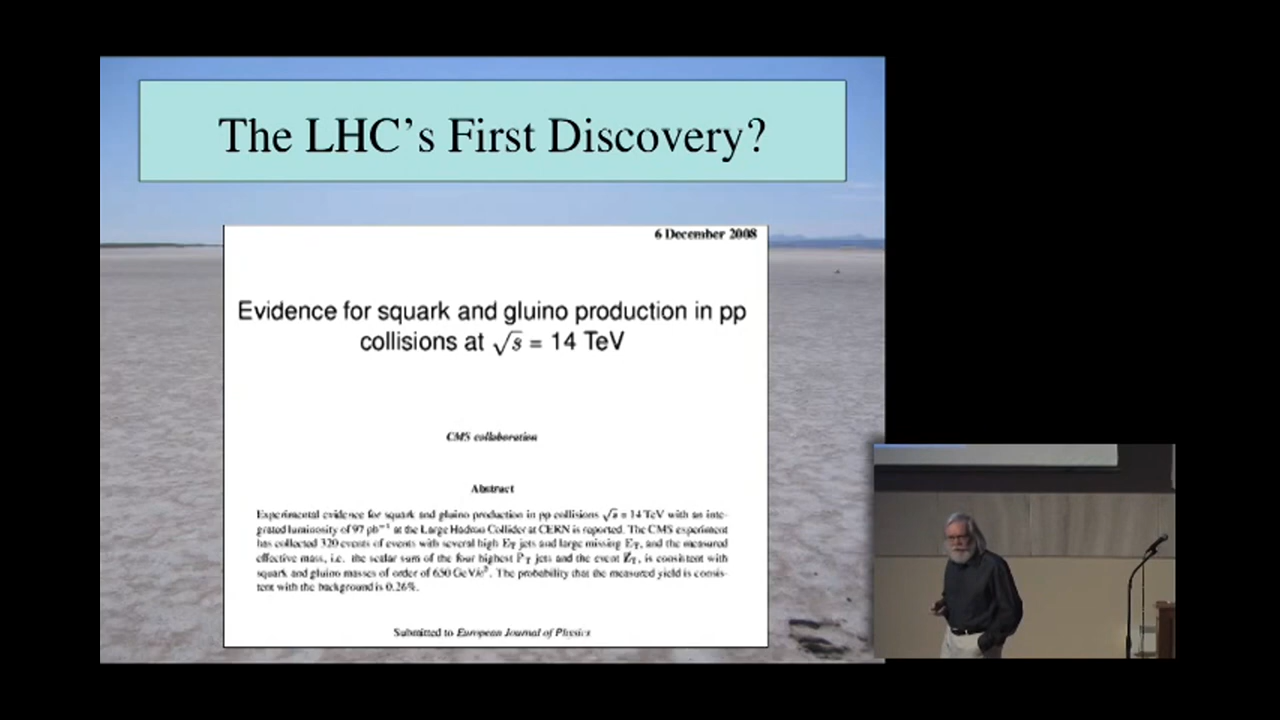 The LHC's First Discovery?
6 December 2008
Evidence for squark and gluino production in pp
collisions at √s = 14 TeV
CMS collaboration
Abstract
Experimental evidence for squark and gluino production in pp collisions √s = 14 TeV with an inte-
grated luminosity of 97 pb⁻¹ at the Large Hadron Collider at CERN is reported. The CMS experiment
has collected 320 events of events with several high E_T jets and large missing E_T, and the measured
effective mass, i.e. the scalar sum of the four highest P_T jets and the event E̸_T, is consistent with
squark and gluino masses of order of 650 GeV/c². The probability that the measured yield is consis-
tent with the background is 0.26%.
Submitted to European Journal of Physics